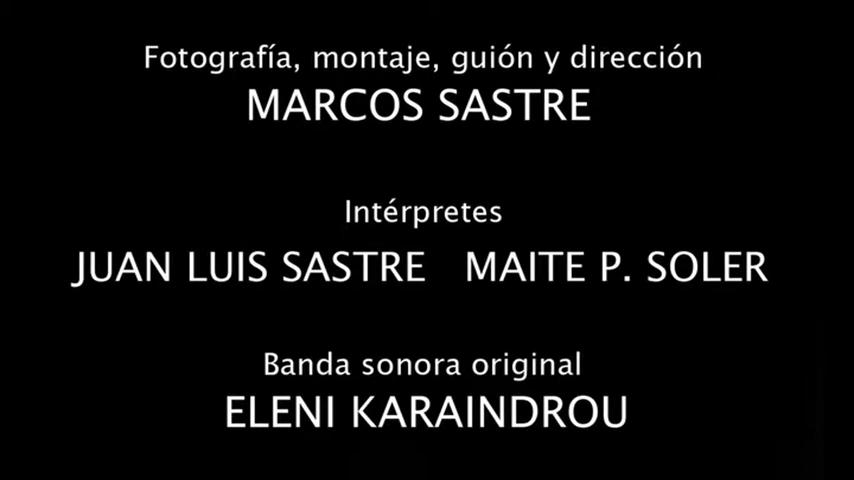 Fotografía, montaje, guión y dirección
MARCOS SASTRE
Intérpretes
JUAN LUIS SASTRE MAITE P. SOLER
Banda sonora original
ELENI KARAINDROU